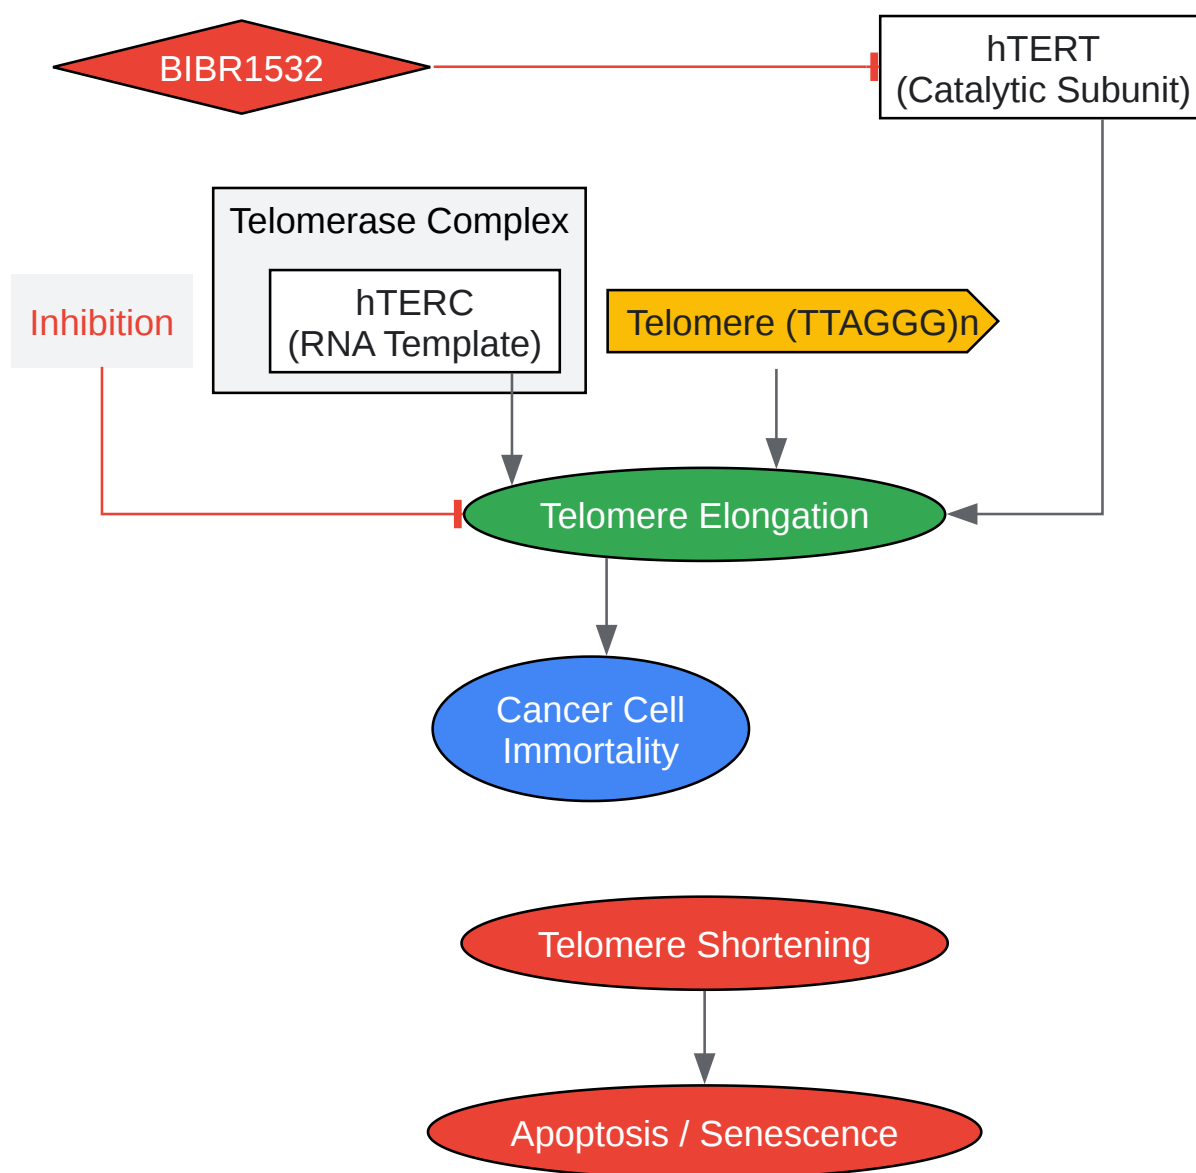 BIBR1532
hTERT
(Catalytic Subunit)
Telomerase Complex
hTERC
(RNA Template)
Inhibition
Telomere (TTAGGG)n
Telomere Elongation
Cancer Cell
Immortality
Telomere Shortening
Apoptosis / Senescence